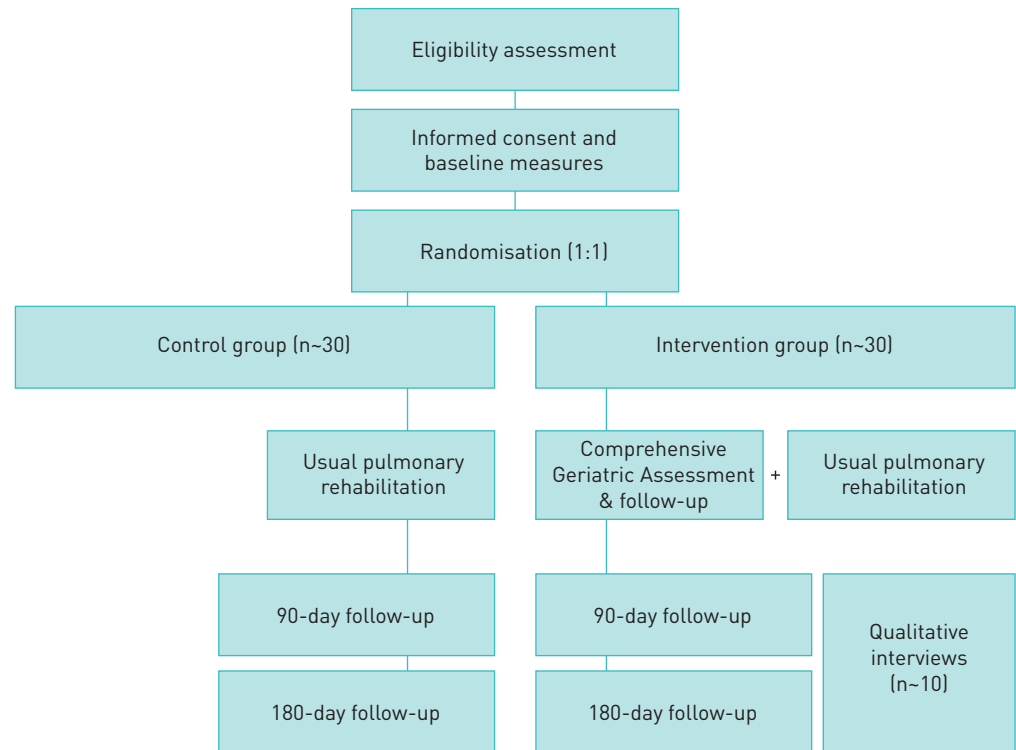 Eligibility assessment
Informed consent and
baseline measures
Randomisation (1:1)
Control group (n~30)
Intervention group (n~30)
Usual pulmonary
rehabilitation
Comprehensive
Geriatric Assessment
& follow-up
+
Usual pulmonary
rehabilitation
90-day follow-up
90-day follow-up
Qualitative
interviews
(n~10)
180-day follow-up
180-day follow-up